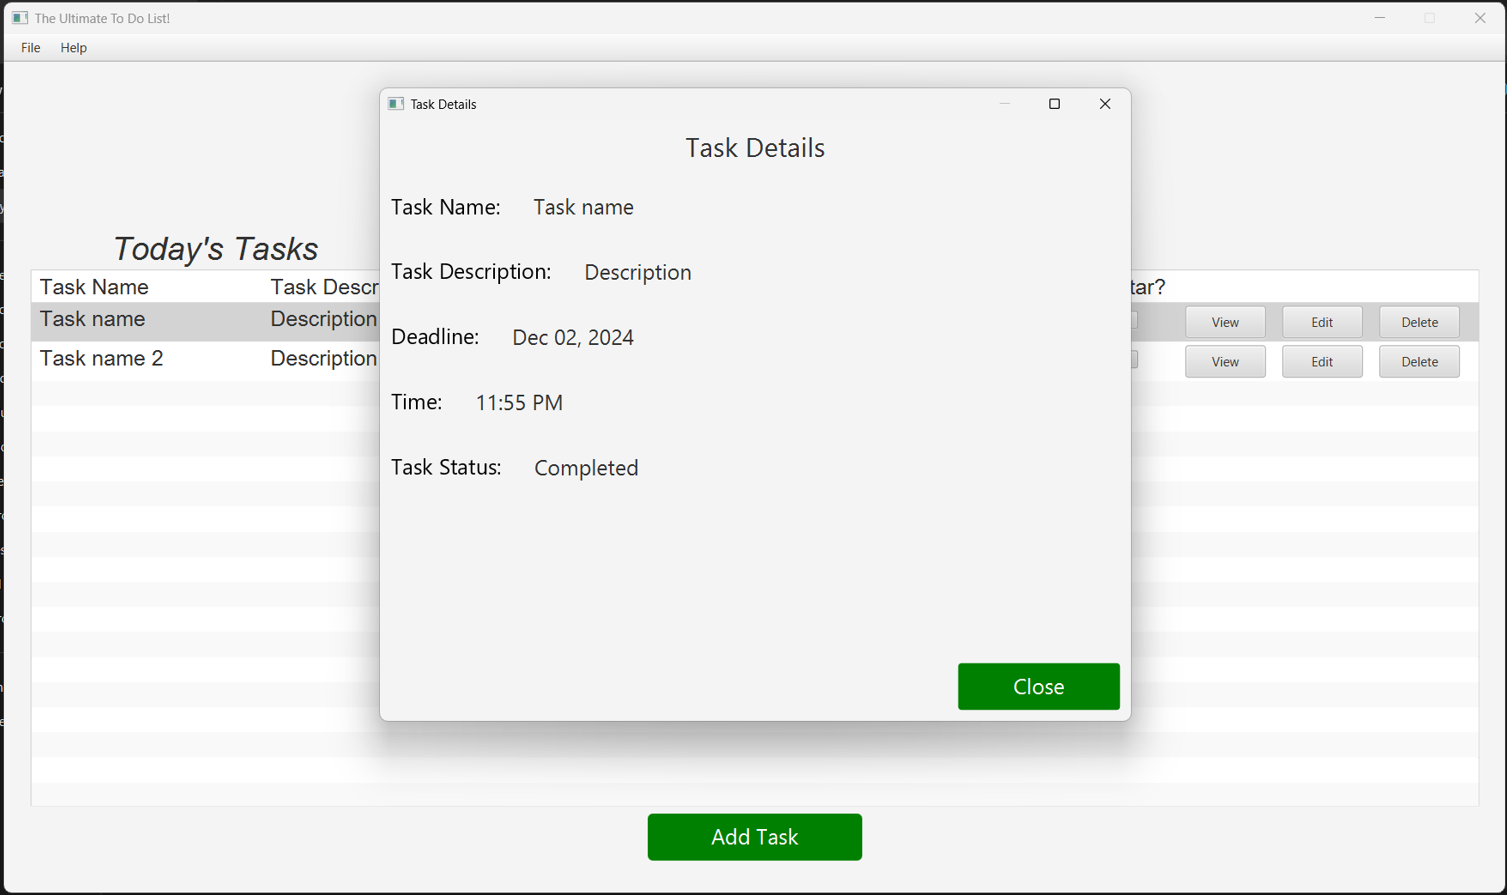 The Ultimate To Do List!
File Help
Task Details
Task Details
Task Name: Task name
Task Description: Description
Deadline: Dec 02, 2024
Time: 11:55 PM
Task Status: Completed
Close
Today's Tasks
Task Name Task Descr tar?
Task name Description View Edit Delete
Task name 2 Description View Edit Delete
Add Task